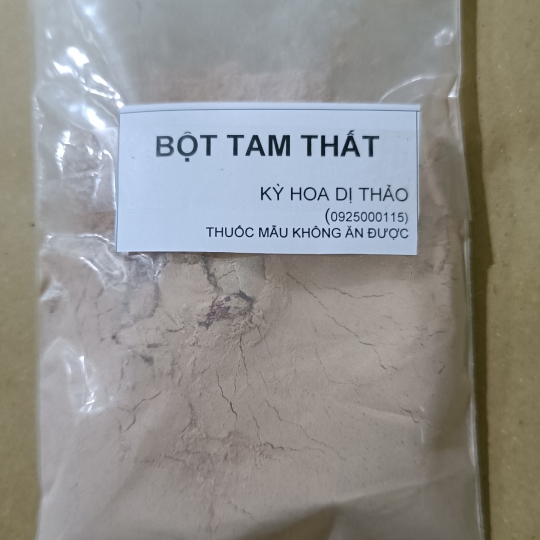 BỘT TAM THẤT
KỲ HOA DỊ THẢO
(0925000115)
THUỐC MẪU KHÔNG ĂN ĐƯỢC